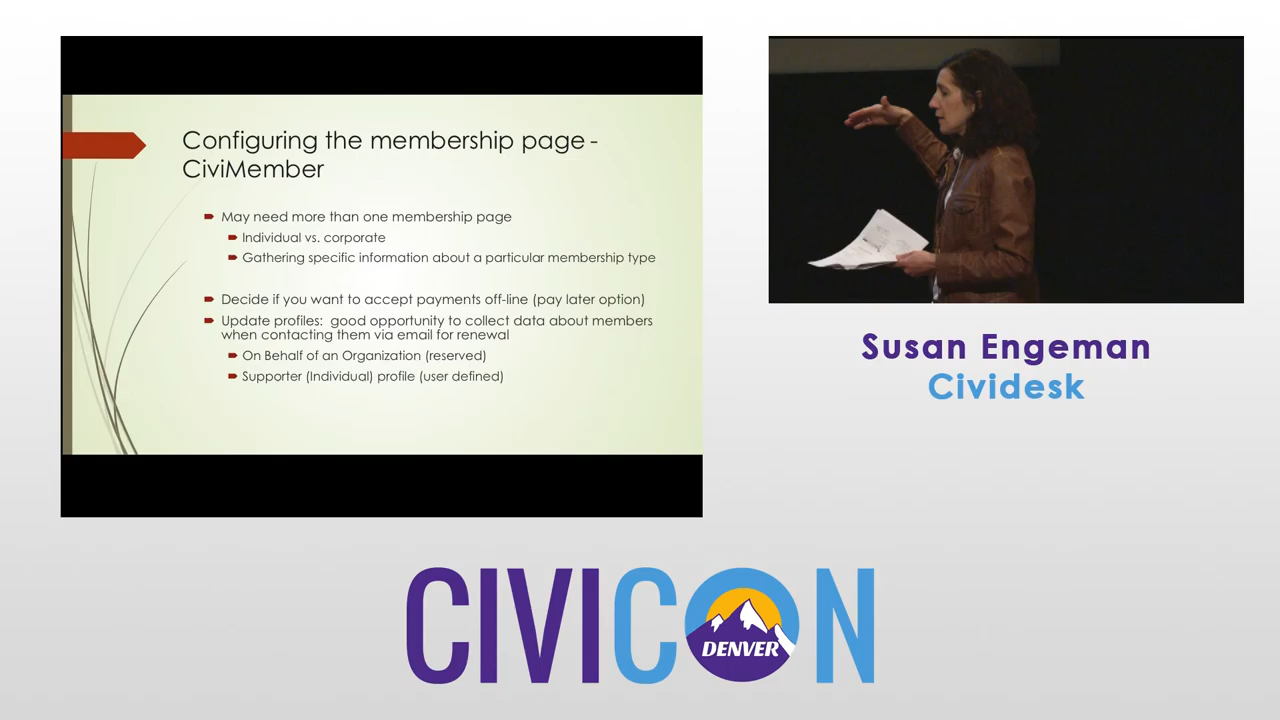 Configuring the membership page -
CiviMember
May need more than one membership page
Individual vs. corporate
Gathering specific information about a particular membership type
Decide if you want to accept payments off-line (pay later option)
Update profiles:  good opportunity to collect data about members
when contacting them via email for renewal
On Behalf of an Organization (reserved)
Supporter (Individual) profile (user defined)
Susan Engeman
Cividesk
CIVICON
DENVER